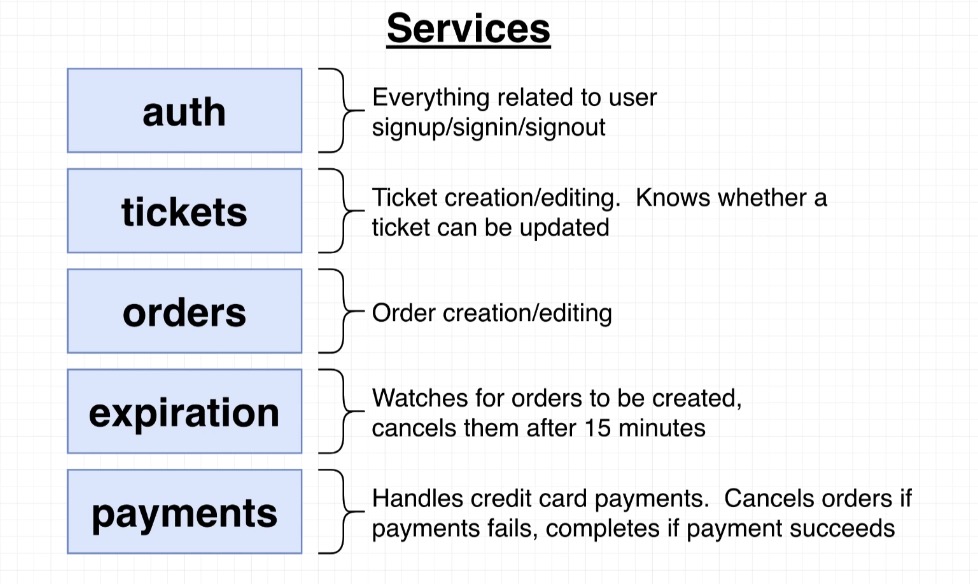 Services
auth
Everything related to user
signup/signin/signout
tickets
Ticket creation/editing.  Knows whether a
ticket can be updated
orders
Order creation/editing
expiration
Watches for orders to be created,
cancels them after 15 minutes
payments
Handles credit card payments.  Cancels orders if
payments fails, completes if payment succeeds